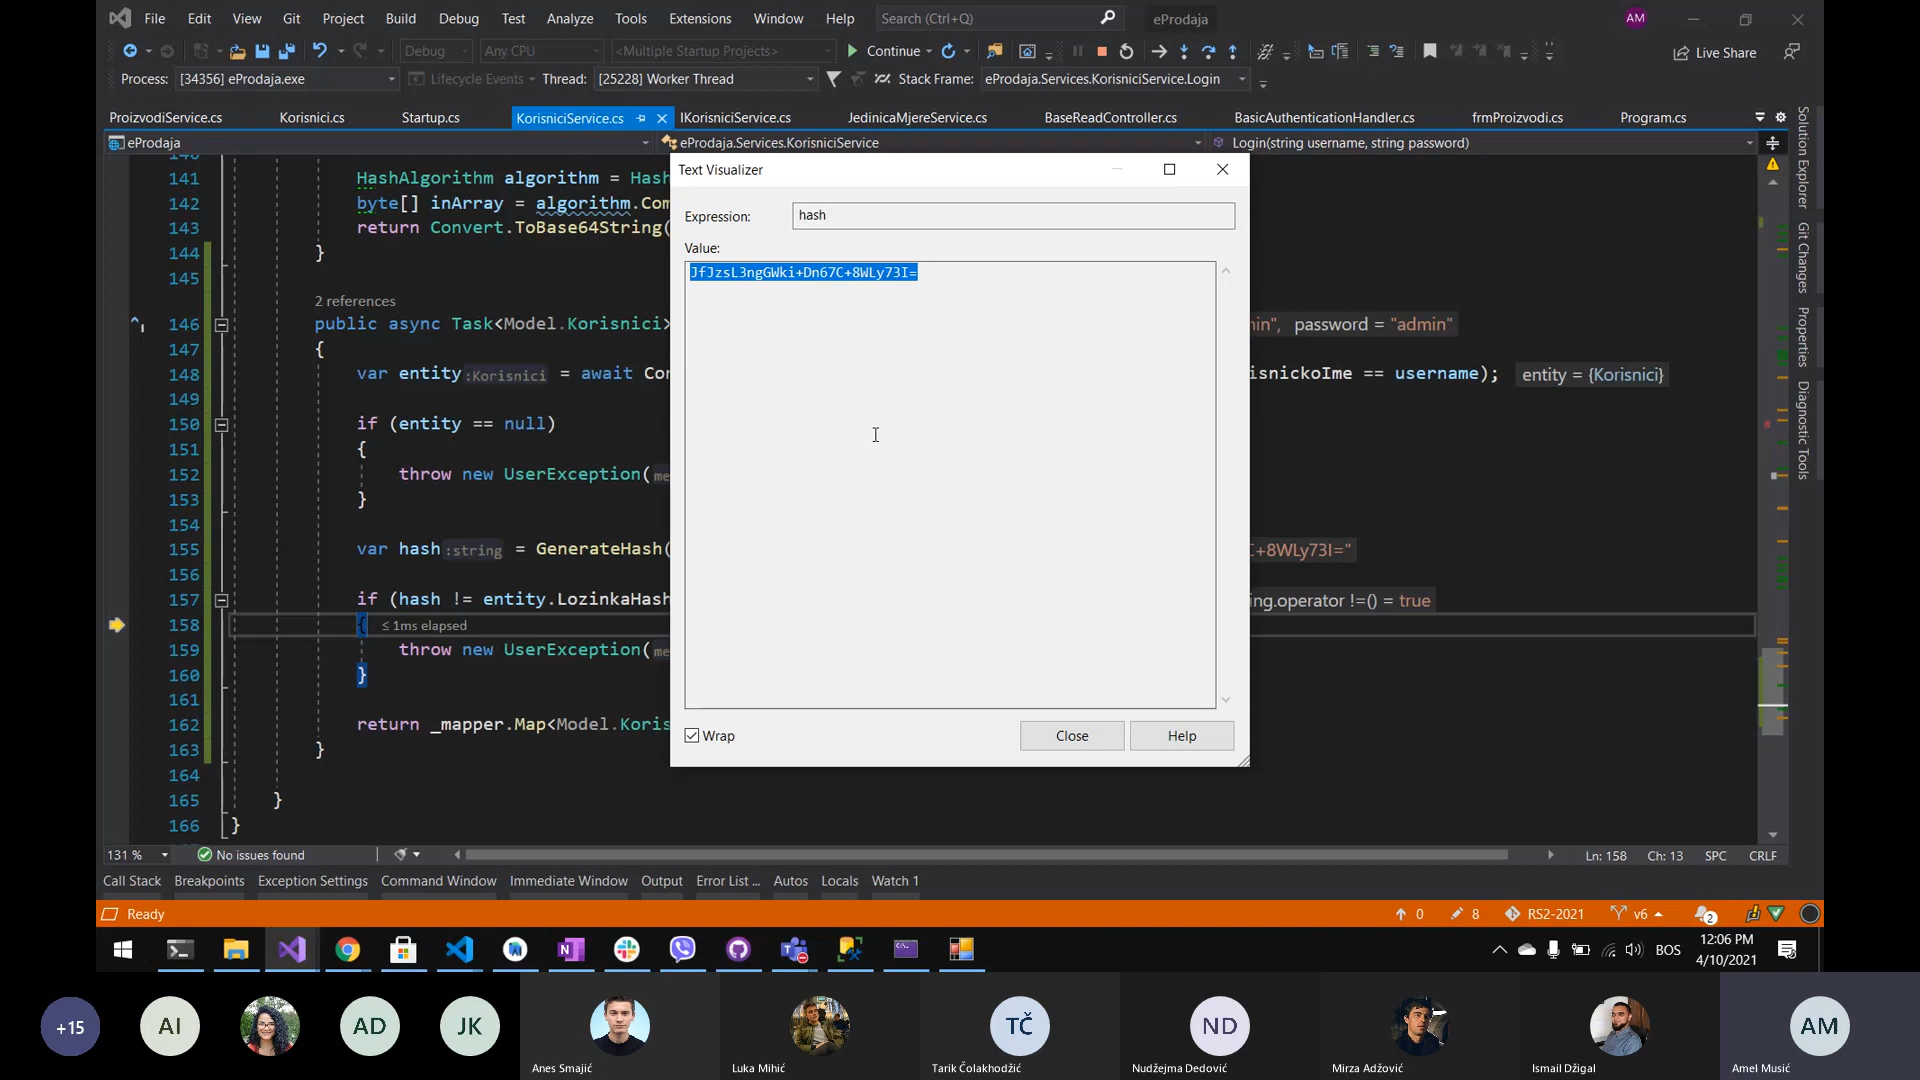 File Edit View Git Project Build Debug Test Analyze Tools Extensions Window Help Search (Ctrl+Q) eProdaja AM
Debug Any CPU <Multiple Startup Projects> Continue Live Share
Process: [34356] eProdaja.exe Lifecycle Events Thread: [25228] Worker Thread Stack Frame: eProdaja.Services.KorisniciService.Login
ProizvodiService.cs Korisnici.cs Startup.cs KorisniciService.cs IKorisniciService.cs JedinicaMjereService.cs BaseReadController.cs BasicAuthenticationHandler.cs frmProizvodi.cs Program.cs
eProdaja eProdaja.Services.KorisniciService Login(string username, string password)
Solution Explorer
Git Changes
Properties
Diagnostic Tools
Text Visualizer
Expression: hash
Value:
JfJzsL3ngGWki+Dn67C+8WLy73I=
Wrap Close Help
141 HashAlgorithm algorithm = Hash
142 byte[] inArray = algorithm.Com
143 return Convert.ToBase64String(
144 }
145
2 references
146 public async Task<Model.Korisnici> in", password = "admin"
147 {
148 var entity:Korisnici = await Con isnickoIme == username); entity = {Korisnici}
149
150 if (entity == null)
151 {
152 throw new UserException(me
153 }
154
155 var hash:string = GenerateHash( C+8WLy73I="
156
157 if (hash != entity.LozinkaHash ng.operator !=() = true
158 { ≤ 1ms elapsed
159 throw new UserException(me
160 }
161
162 return _mapper.Map<Model.Koris
163 }
164
165 }
166 }
131 % No issues found Ln: 158 Ch: 13 SPC CRLF
Call Stack Breakpoints Exception Settings Command Window Immediate Window Output Error List ... Autos Locals Watch 1
Ready 0 8 RS2-2021 v6 2
BOS 12:06 PM
4/10/2021
+15 AI AD JK TČ ND AM
Anes Smajić Luka Mihić Tarik Čolakhodžić Nudžejma Dedović Mirza Adžović Ismail Džigal Amel Musić